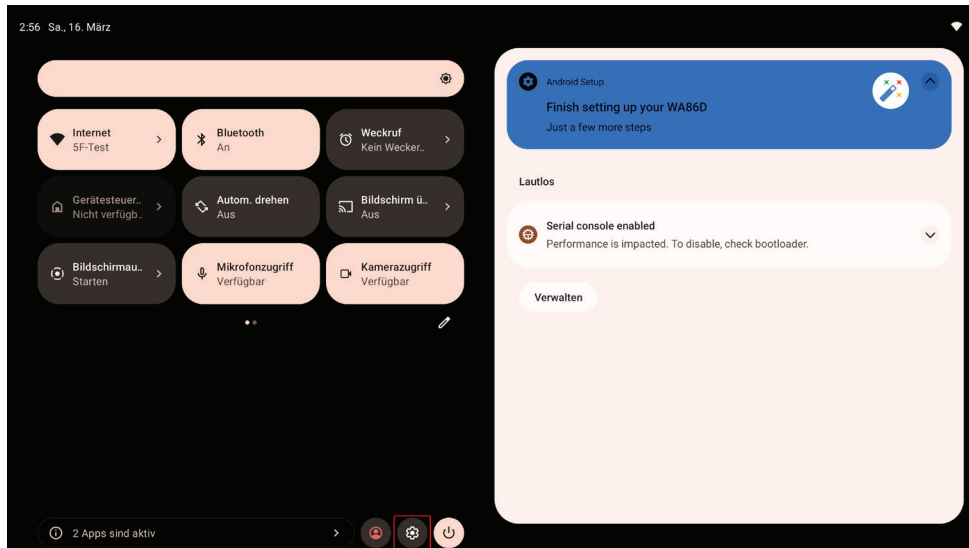 2:56 Sa., 16. März
Internet
5F-Test
Bluetooth
An
Weckruf
Kein Wecker..
Gerätesteuer..
Nicht verfügb..
Autom. drehen
Aus
Bildschirm ü..
Aus
Bildschirmau..
Starten
Mikrofonzugriff
Verfügbar
Kamerazugriff
Verfügbar
2 Apps sind aktiv
Android Setup
Finish setting up your WA86D
Just a few more steps
Lautlos
Serial console enabled
Performance is impacted. To disable, check bootloader.
Verwalten